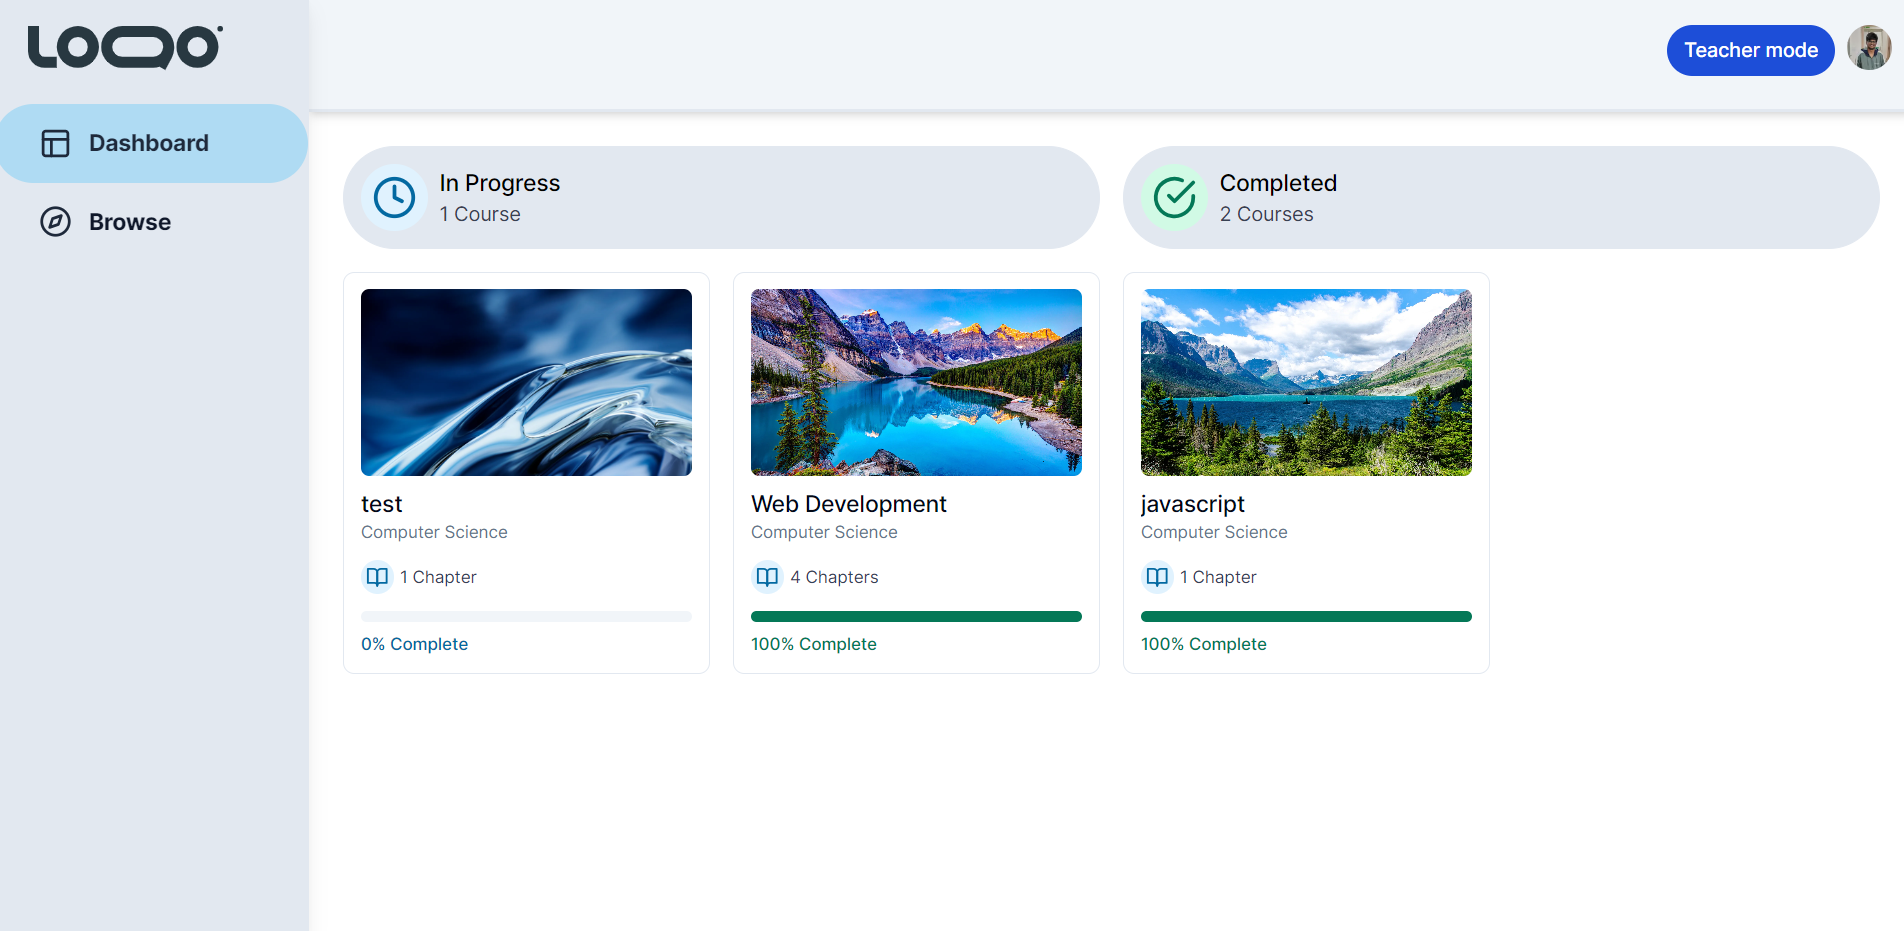 LOQO
Teacher mode
Dashboard
Browse
In Progress
1 Course
Completed
2 Courses
test
Computer Science
1 Chapter
0% Complete
Web Development
Computer Science
4 Chapters
100% Complete
javascript
Computer Science
1 Chapter
100% Complete